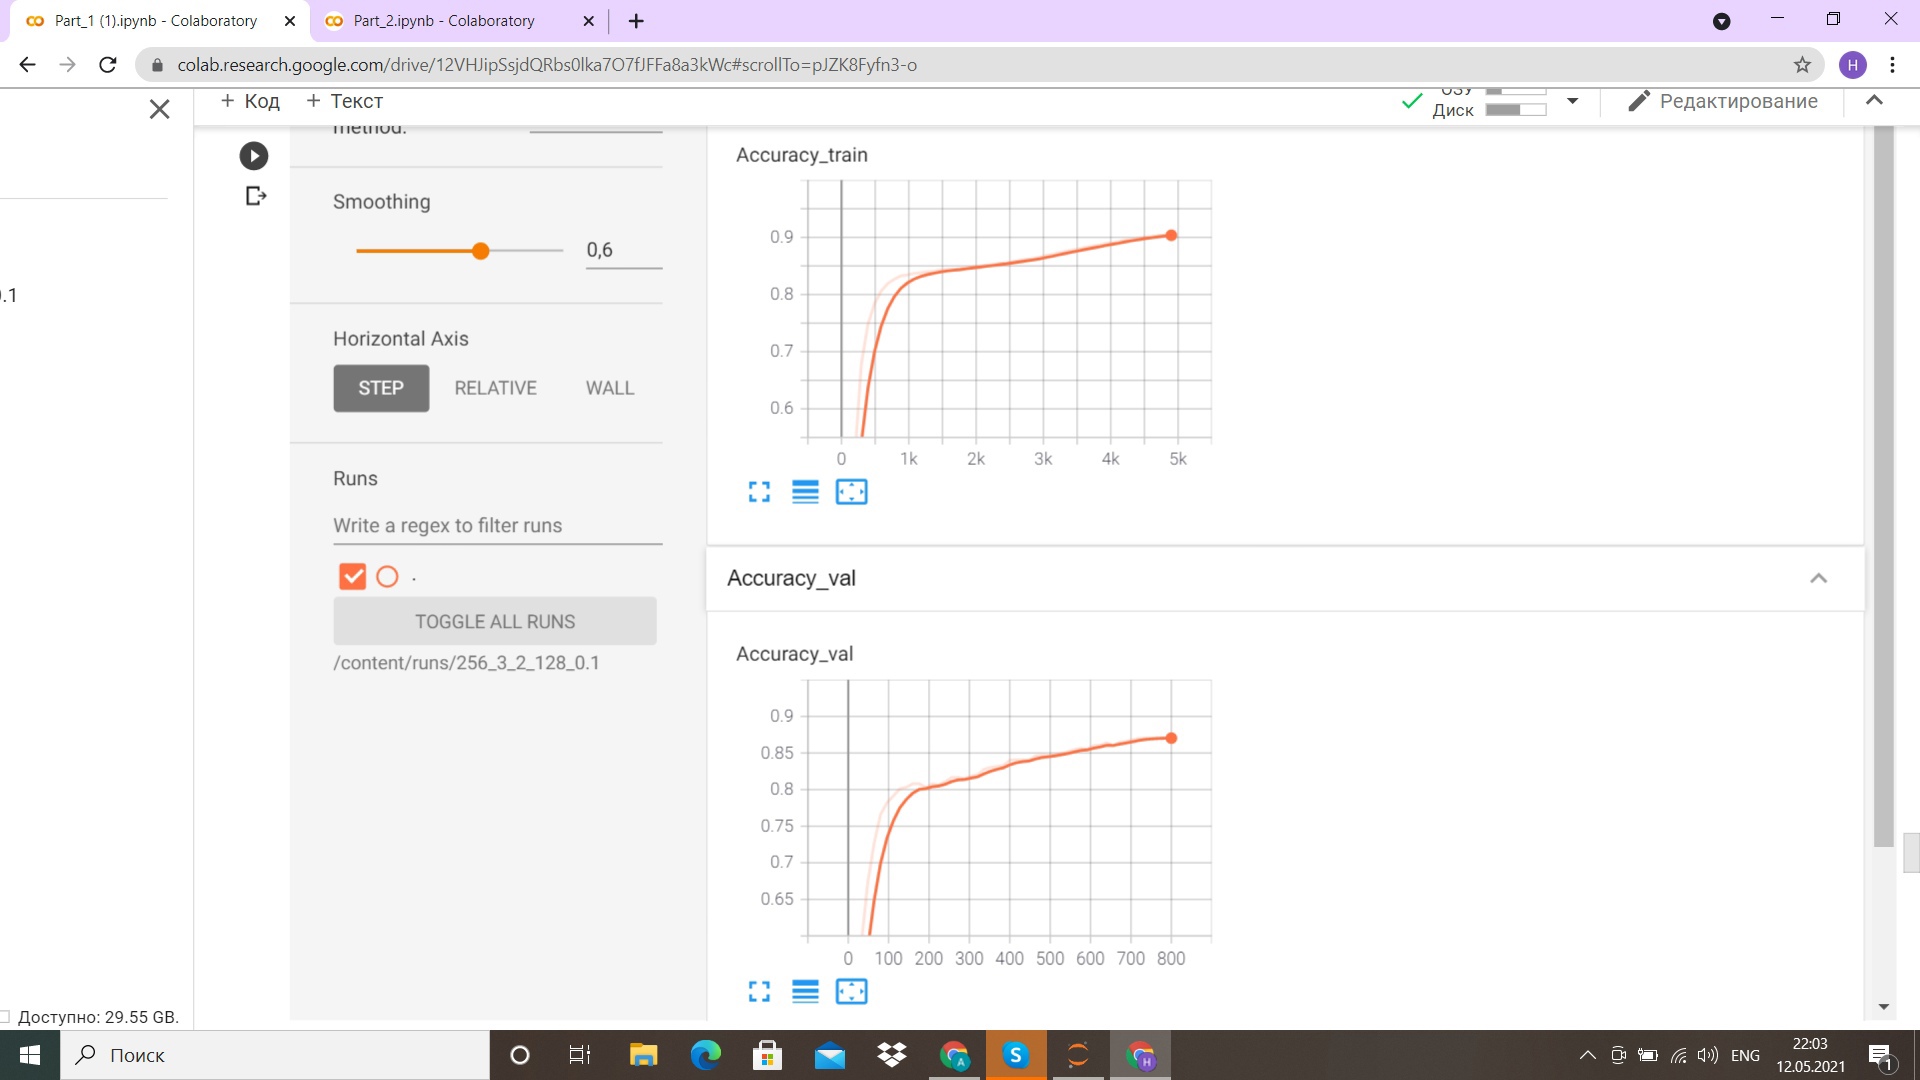 Part_1 (1).ipynb - Colaboratory
Part_2.ipynb - Colaboratory
colab.research.google.com/drive/12VHJipSsjdQRbs0lka7O7fJFFa8a3kWc#scrollTo=pJZK8Fyfn3-o
H
+ Код + Текст
ОЗУ
Диск
Редактирование
method:
Smoothing
0,6
Horizontal Axis
STEP RELATIVE WALL
Runs
Write a regex to filter runs
.
TOGGLE ALL RUNS
/content/runs/256_3_2_128_0.1
0.1
Доступно: 29.55 GB.
Accuracy_train
0.9
0.8
0.7
0.6
0 1k 2k 3k 4k 5k
Accuracy_val
Accuracy_val
0.9
0.85
0.8
0.75
0.7
0.65
0 100 200 300 400 500 600 700 800
Поиск
A
S
H
ENG
22:03
12.05.2021
1